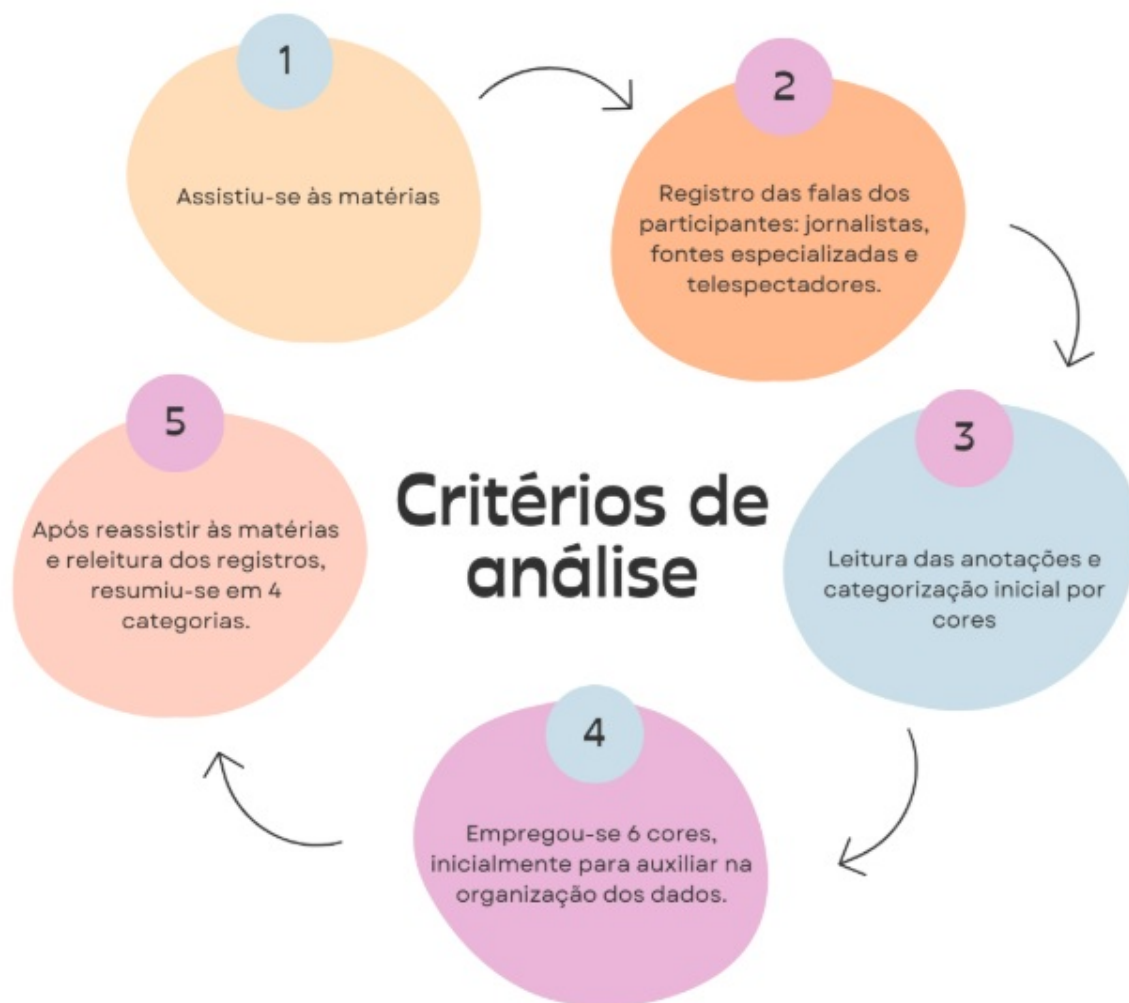 1
Assistiu-se às matérias
2
Registro das falas dos
participantes: jornalistas,
fontes especializadas e
telespectadores.
3
Leitura das anotações e
categorização inicial por
cores
4
Empregou-se 6 cores,
inicialmente para auxiliar na
organização dos dados.
5
Após reassistir às matérias
e releitura dos registros,
resumiu-se em 4
categorias.
Critérios de
análise